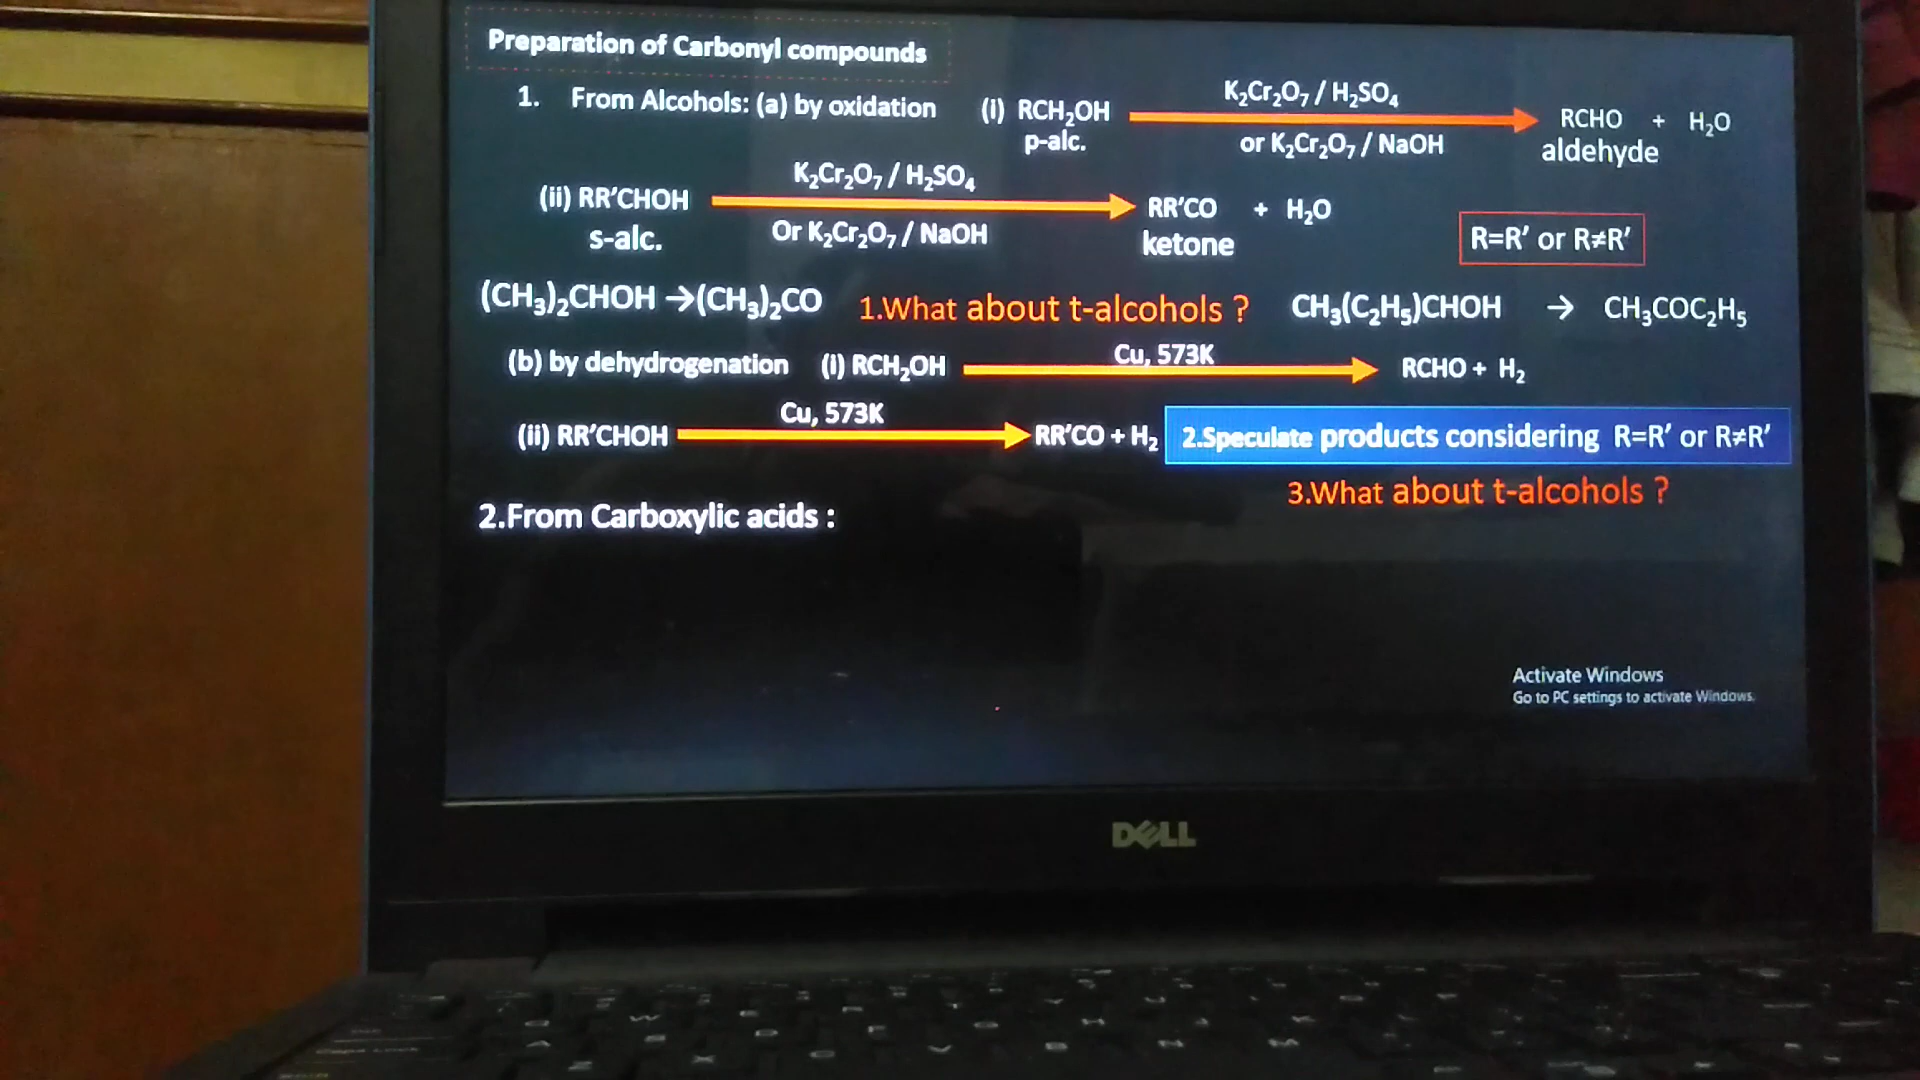 Preparation of Carbonyl compounds
1. From Alcohols: (a) by oxidation (i) RCH₂OH K₂Cr₂O₇ / H₂SO₄ RCHO + H₂O
p-alc. or K₂Cr₂O₇ / NaOH aldehyde
K₂Cr₂O₇ / H₂SO₄
(ii) RR’CHOH RR’CO + H₂O
s-alc. Or K₂Cr₂O₇ / NaOH ketone R=R’ or R≠R’
(CH₃)₂CHOH →(CH₃)₂CO 1.What about t-alcohols ? CH₃(C₂H₅)CHOH → CH₃COC₂H₅
(b) by dehydrogenation (i) RCH₂OH Cu, 573K RCHO + H₂
Cu, 573K
(ii) RR’CHOH RR’CO + H₂ 2.Speculate products considering R=R’ or R≠R’
3.What about t-alcohols ?
2.From Carboxylic acids :
Activate Windows
Go to PC settings to activate Windows.
DELL